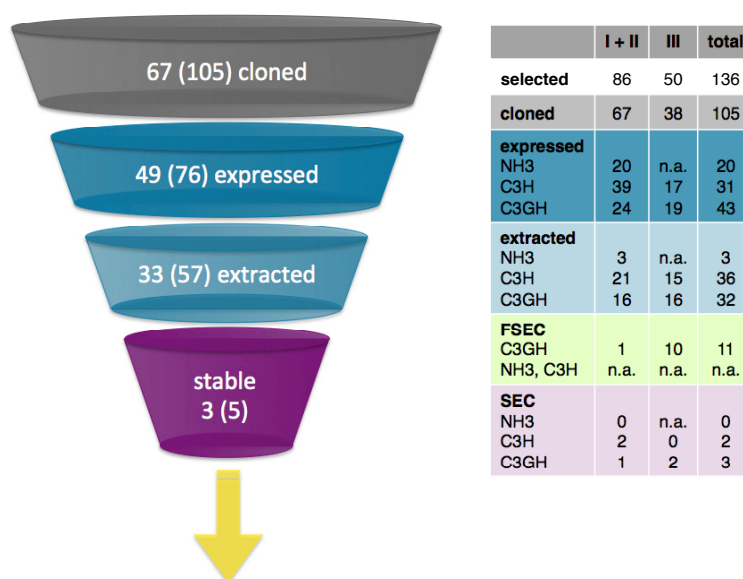 67 (105) cloned
49 (76) expressed
33 (57) extracted
stable
3 (5)
I + II III total
selected 86 50 136
cloned 67 38 105
expressed
NH3 20 n.a. 20
C3H 39 17 31
C3GH 24 19 43
extracted
NH3 3 n.a. 3
C3H 21 15 36
C3GH 16 16 32
FSEC
C3GH 1 10 11
NH3, C3H n.a. n.a. n.a.
SEC
NH3 0 n.a. 0
C3H 2 0 2
C3GH 1 2 3